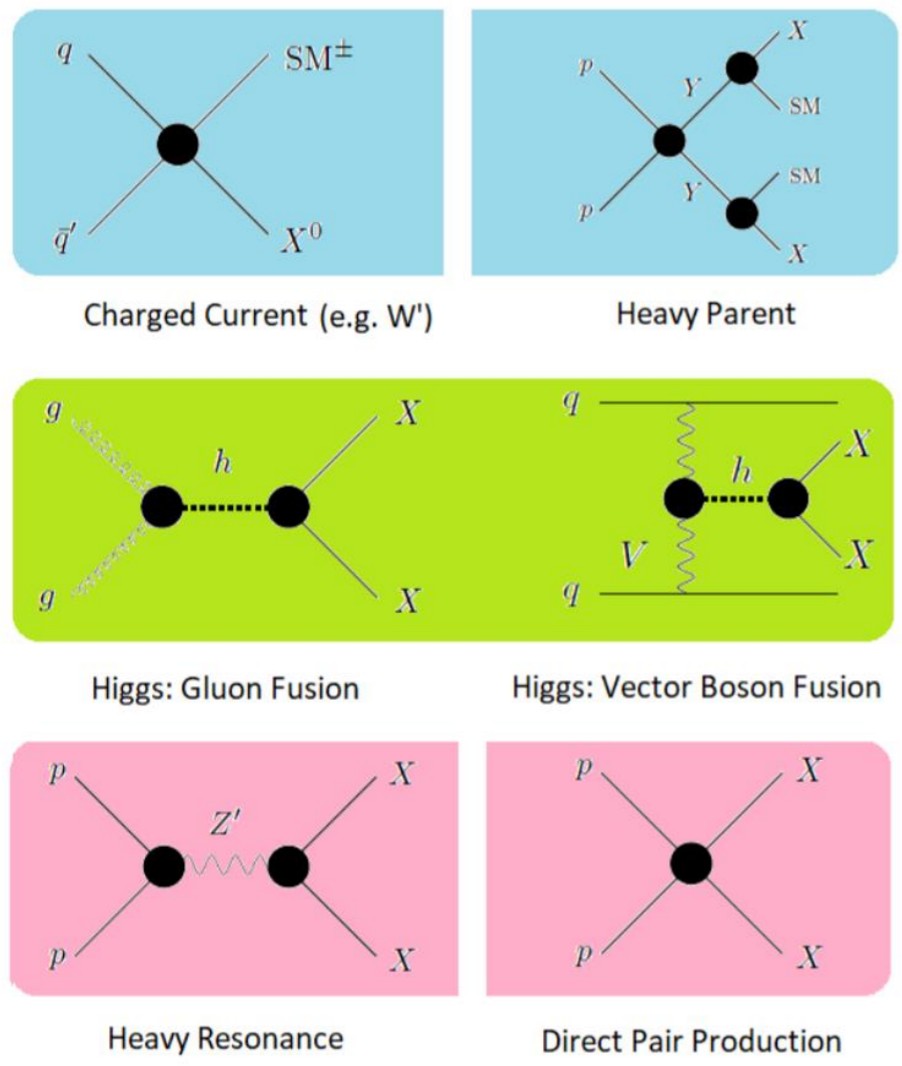 q SM± X
p Y SM
q̄′ X⁰ p Y SM
X
Charged Current (e.g. W') Heavy Parent
g h X q h X
g X V X
q
Higgs: Gluon Fusion Higgs: Vector Boson Fusion
p Z′ X p X
p X p X
Heavy Resonance Direct Pair Production